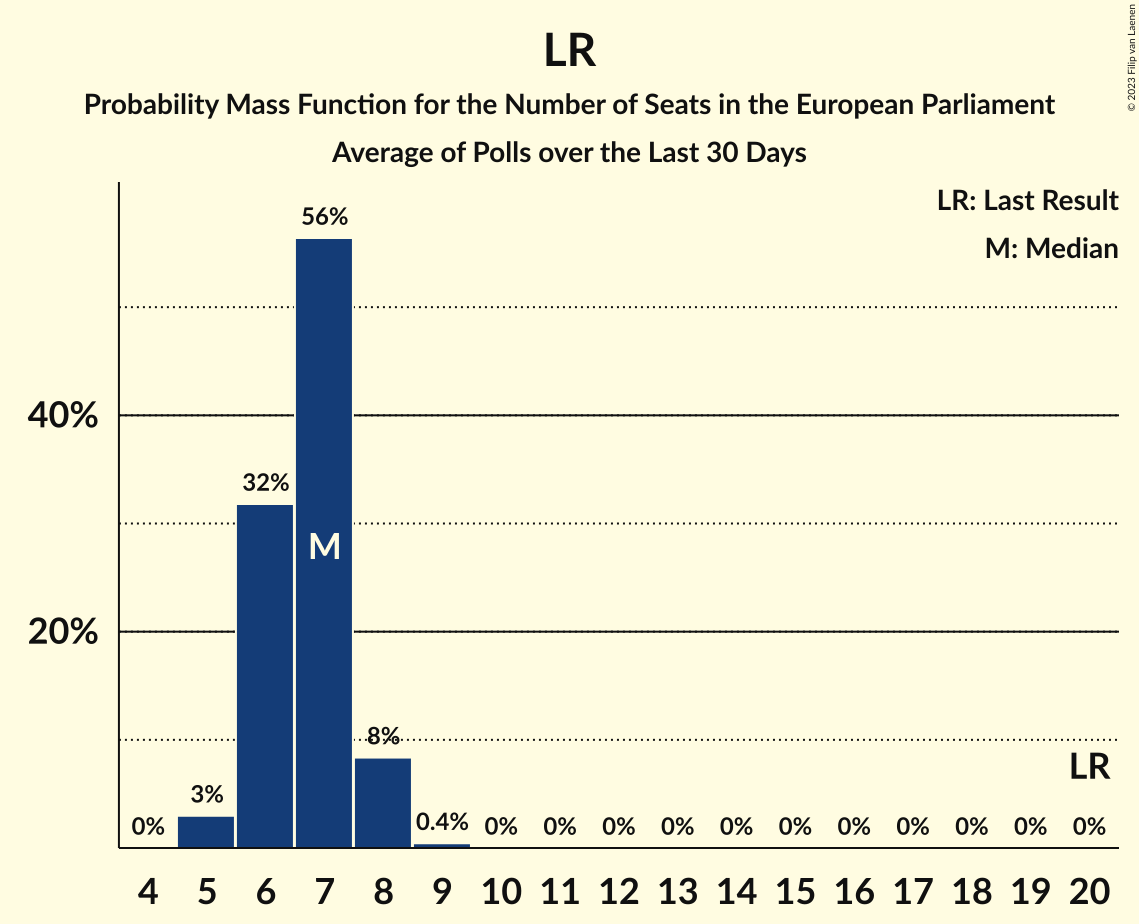 LR
Probability Mass Function for the Number of Seats in the European Parliament
Average of Polls over the Last 30 Days
© 2023 Filip van Laenen
LR: Last Result
M: Median
56%
40%
32%
M
20%
8%
LR
3%
0% 0.4% 0% 0% 0% 0% 0% 0% 0% 0% 0% 0% 0%
4 5 6 7 8 9 10 11 12 13 14 15 16 17 18 19 20